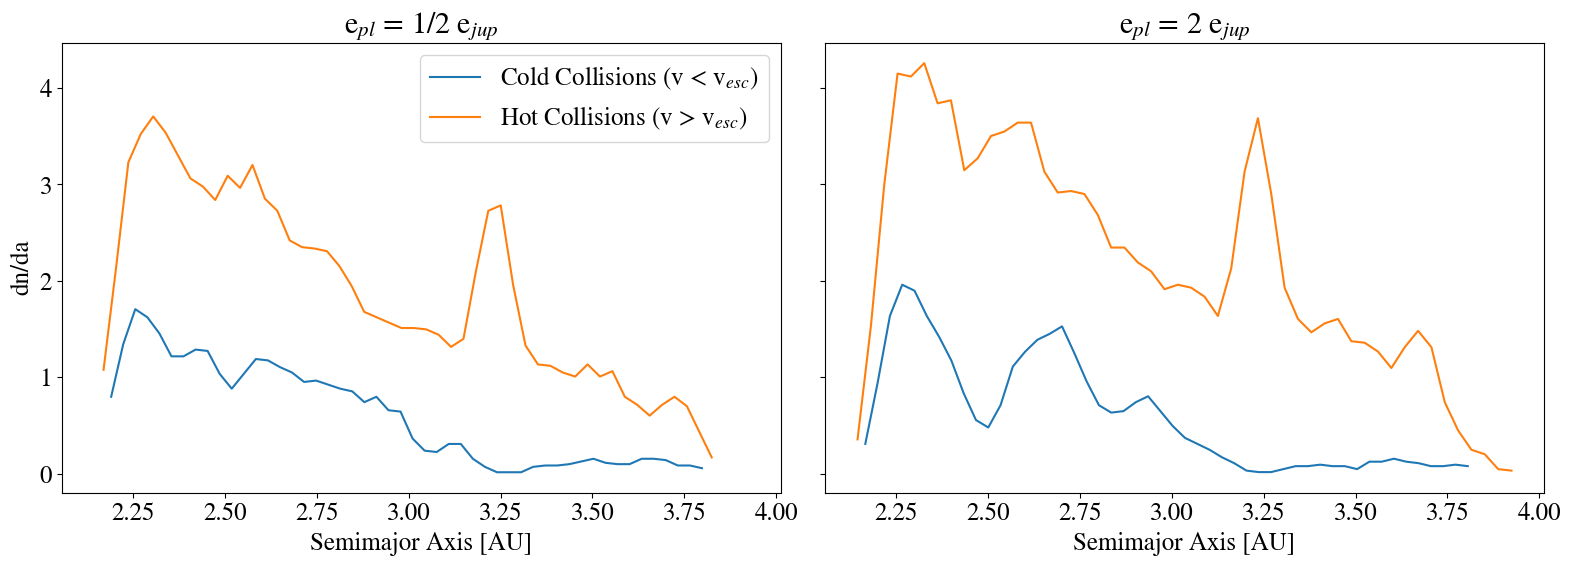 e_pl = 1/2 e_jup
e_pl = 2 e_jup
Cold Collisions (v < v_esc)
Hot Collisions (v > v_esc)
dn/da
4
3
2
1
0
2.25 2.50 2.75 3.00 3.25 3.50 3.75 4.00
2.25 2.50 2.75 3.00 3.25 3.50 3.75 4.00
Semimajor Axis [AU]
Semimajor Axis [AU]